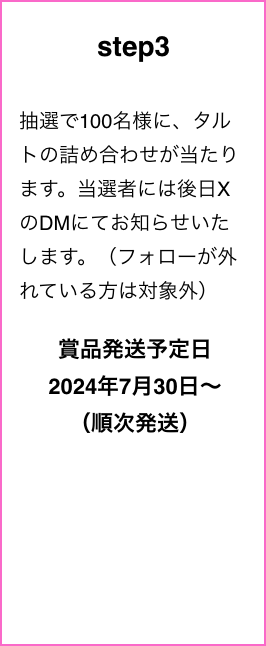 step3
抽選で100名様に、タル
トの詰め合わせが当たり
ます。当選者には後日X
のDMにてお知らせいた
します。（フォローが外
れている方は対象外）
賞品発送予定日
2024年7月30日〜
（順次発送）